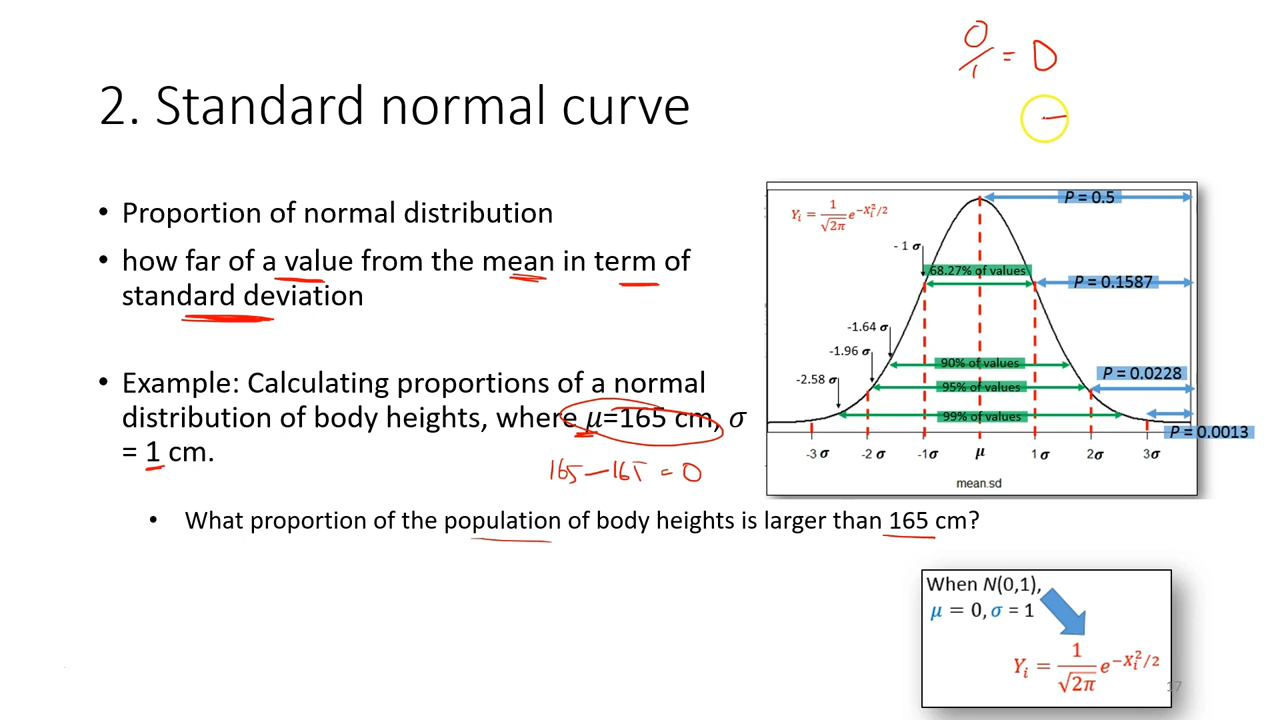 0/1 = 0
2. Standard normal curve
• Proportion of normal distribution
• how far of a value from the mean in term of
standard deviation
• Example: Calculating proportions of a normal
distribution of body heights, where μ=165 cm, σ
= 1 cm.
165 – 165 = 0
• What proportion of the population of body heights is larger than 165 cm?
Yᵢ = 1/√2π e^−Xᵢ²/2
P = 0.5
- 1 σ
68.27% of values
P = 0.1587
-1.64 σ
-1.96 σ
90% of values
P = 0.0228
-2.58 σ
95% of values
99% of values
P = 0.0013
-3 σ -2 σ -1σ μ 1 σ 2σ 3σ
mean.sd
When N(0,1),
μ = 0, σ = 1
Yᵢ = 1/√2π e^−Xᵢ²/2
17